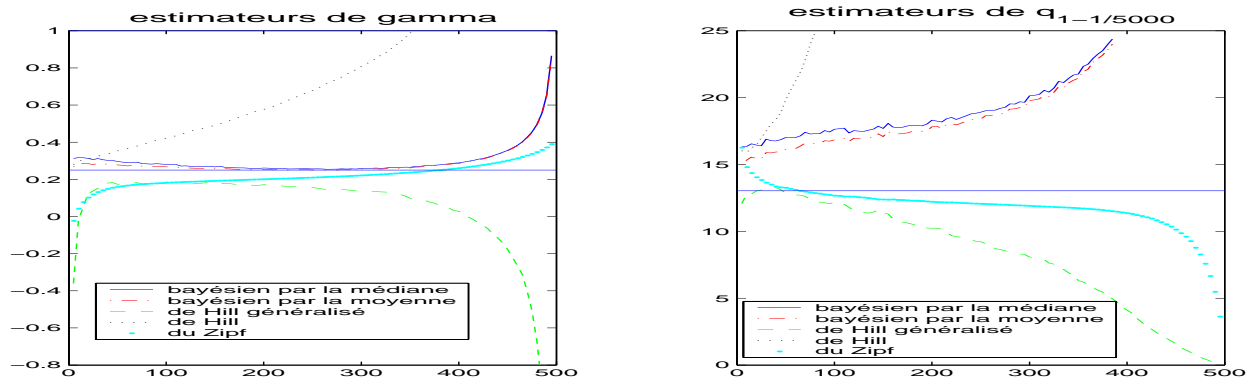 estimateurs de gamma
1
0.8
0.6
0.4
0.2
0
−0.2
−0.4
−0.6
−0.8
0
100
200
300
400
500
bayésien par la médiane
bayésien par la moyenne
de Hill généralisé
de Hill
du Zipf
estimateurs de q1−1/5000
25
20
15
10
5
0
0
100
200
300
400
500
bayésien par la médiane
bayésien par la moyenne
de Hill généralisé
de Hill
du Zipf